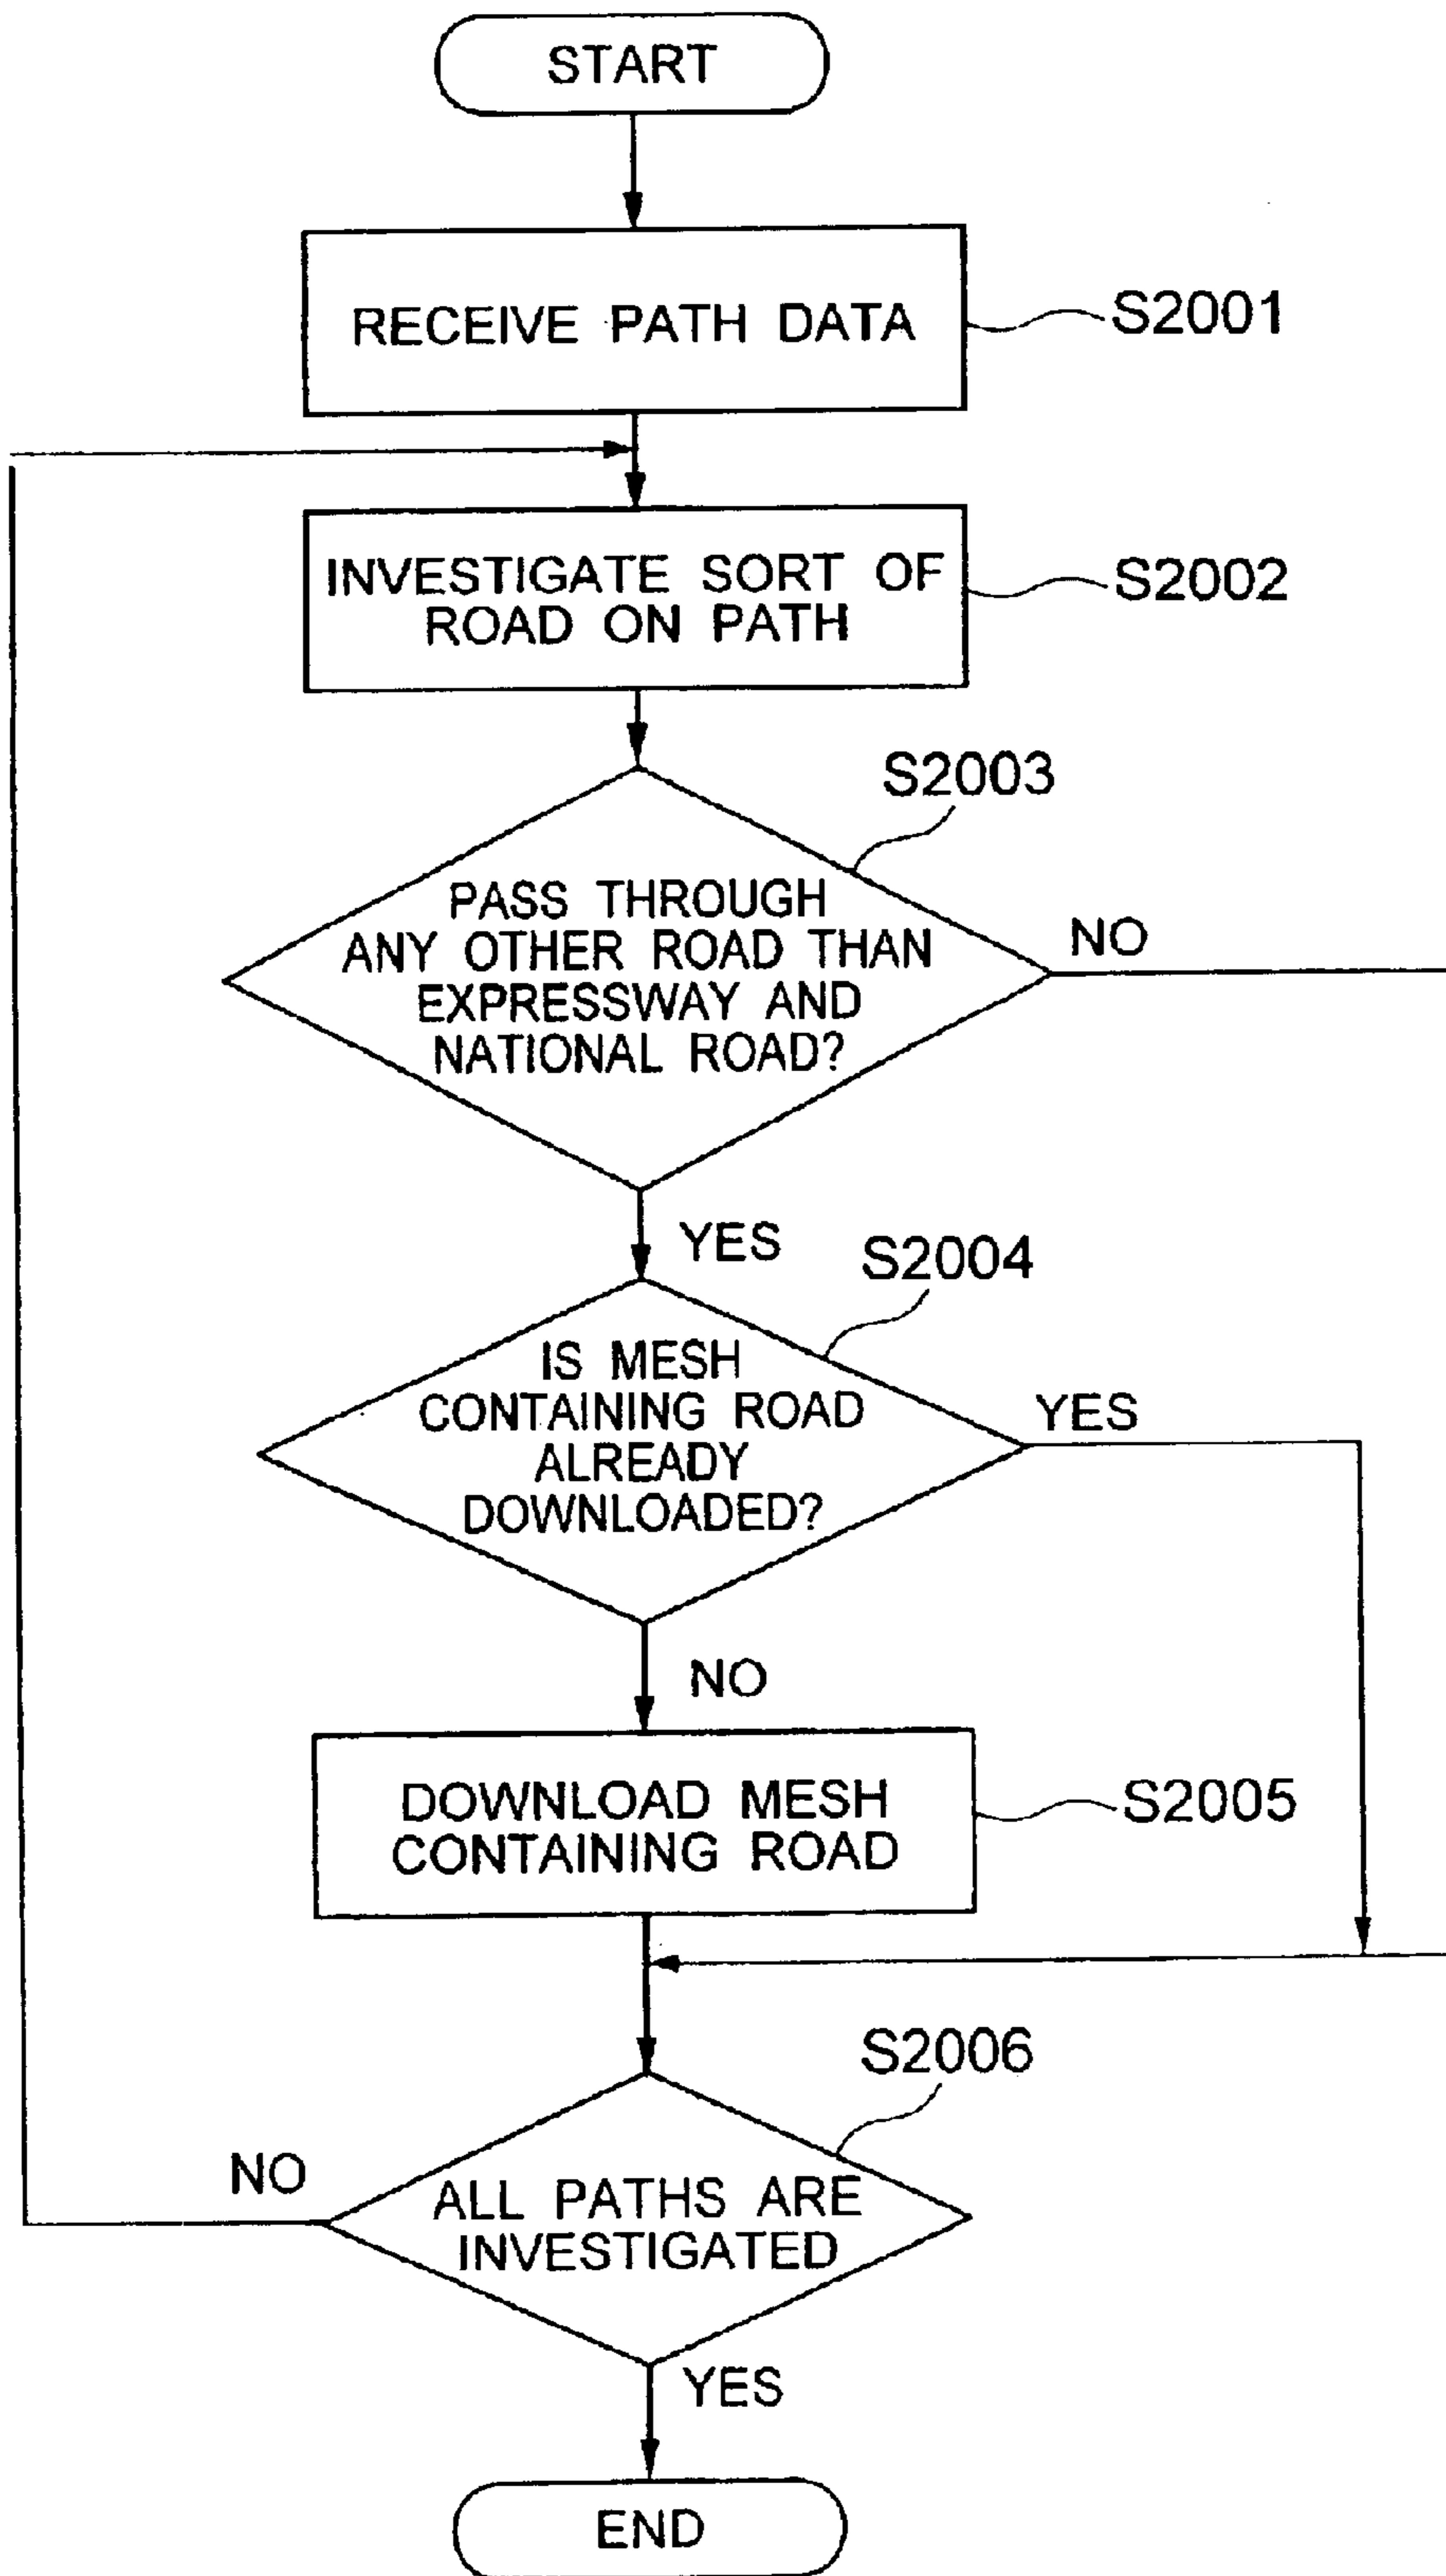 START
RECEIVE PATH DATA
S2001
INVESTIGATE SORT OF
ROAD ON PATH
S2002
S2003
PASS THROUGH
ANY OTHER ROAD THAN
EXPRESSWAY AND
NATIONAL ROAD?
NO
YES
S2004
IS MESH
CONTAINING ROAD
ALREADY
DOWNLOADED?
YES
NO
DOWNLOAD MESH
CONTAINING ROAD
S2005
S2006
NO
ALL PATHS ARE
INVESTIGATED
YES
END